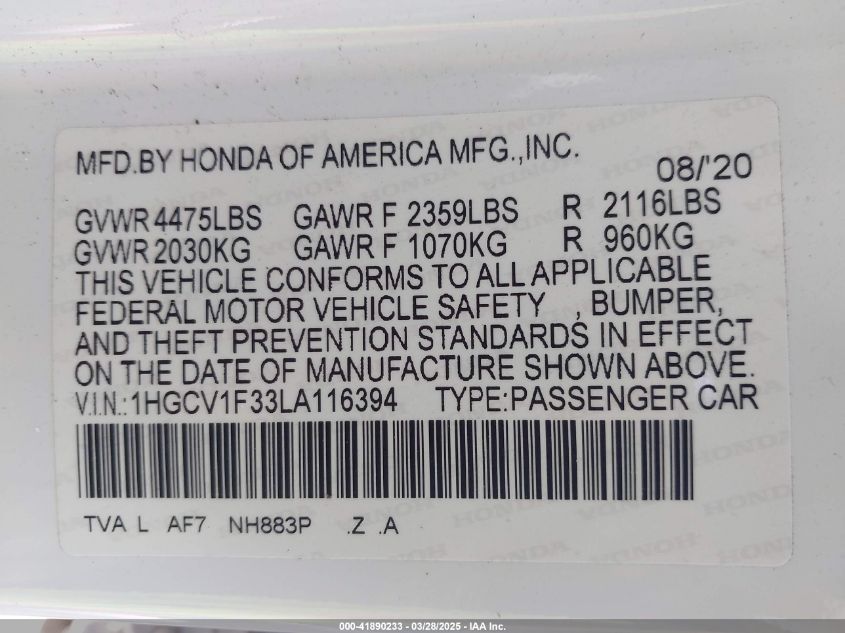 MFD.BY HONDA OF AMERICA MFG.,INC.
08/'20
GVWR 4475LBS GAWR F 2359LBS R 2116LBS
GVWR 2030KG GAWR F 1070KG R 960KG
THIS VEHICLE CONFORMS TO ALL APPLICABLE
FEDERAL MOTOR VEHICLE SAFETY , BUMPER,
AND THEFT PREVENTION STANDARDS IN EFFECT
ON THE DATE OF MANUFACTURE SHOWN ABOVE.
V.I.N.:1HGCV1F33LA116394 TYPE:PASSENGER CAR
TVA L AF7 NH883P .Z .A
000-41890233 - 03/28/2025 - IAA Inc.